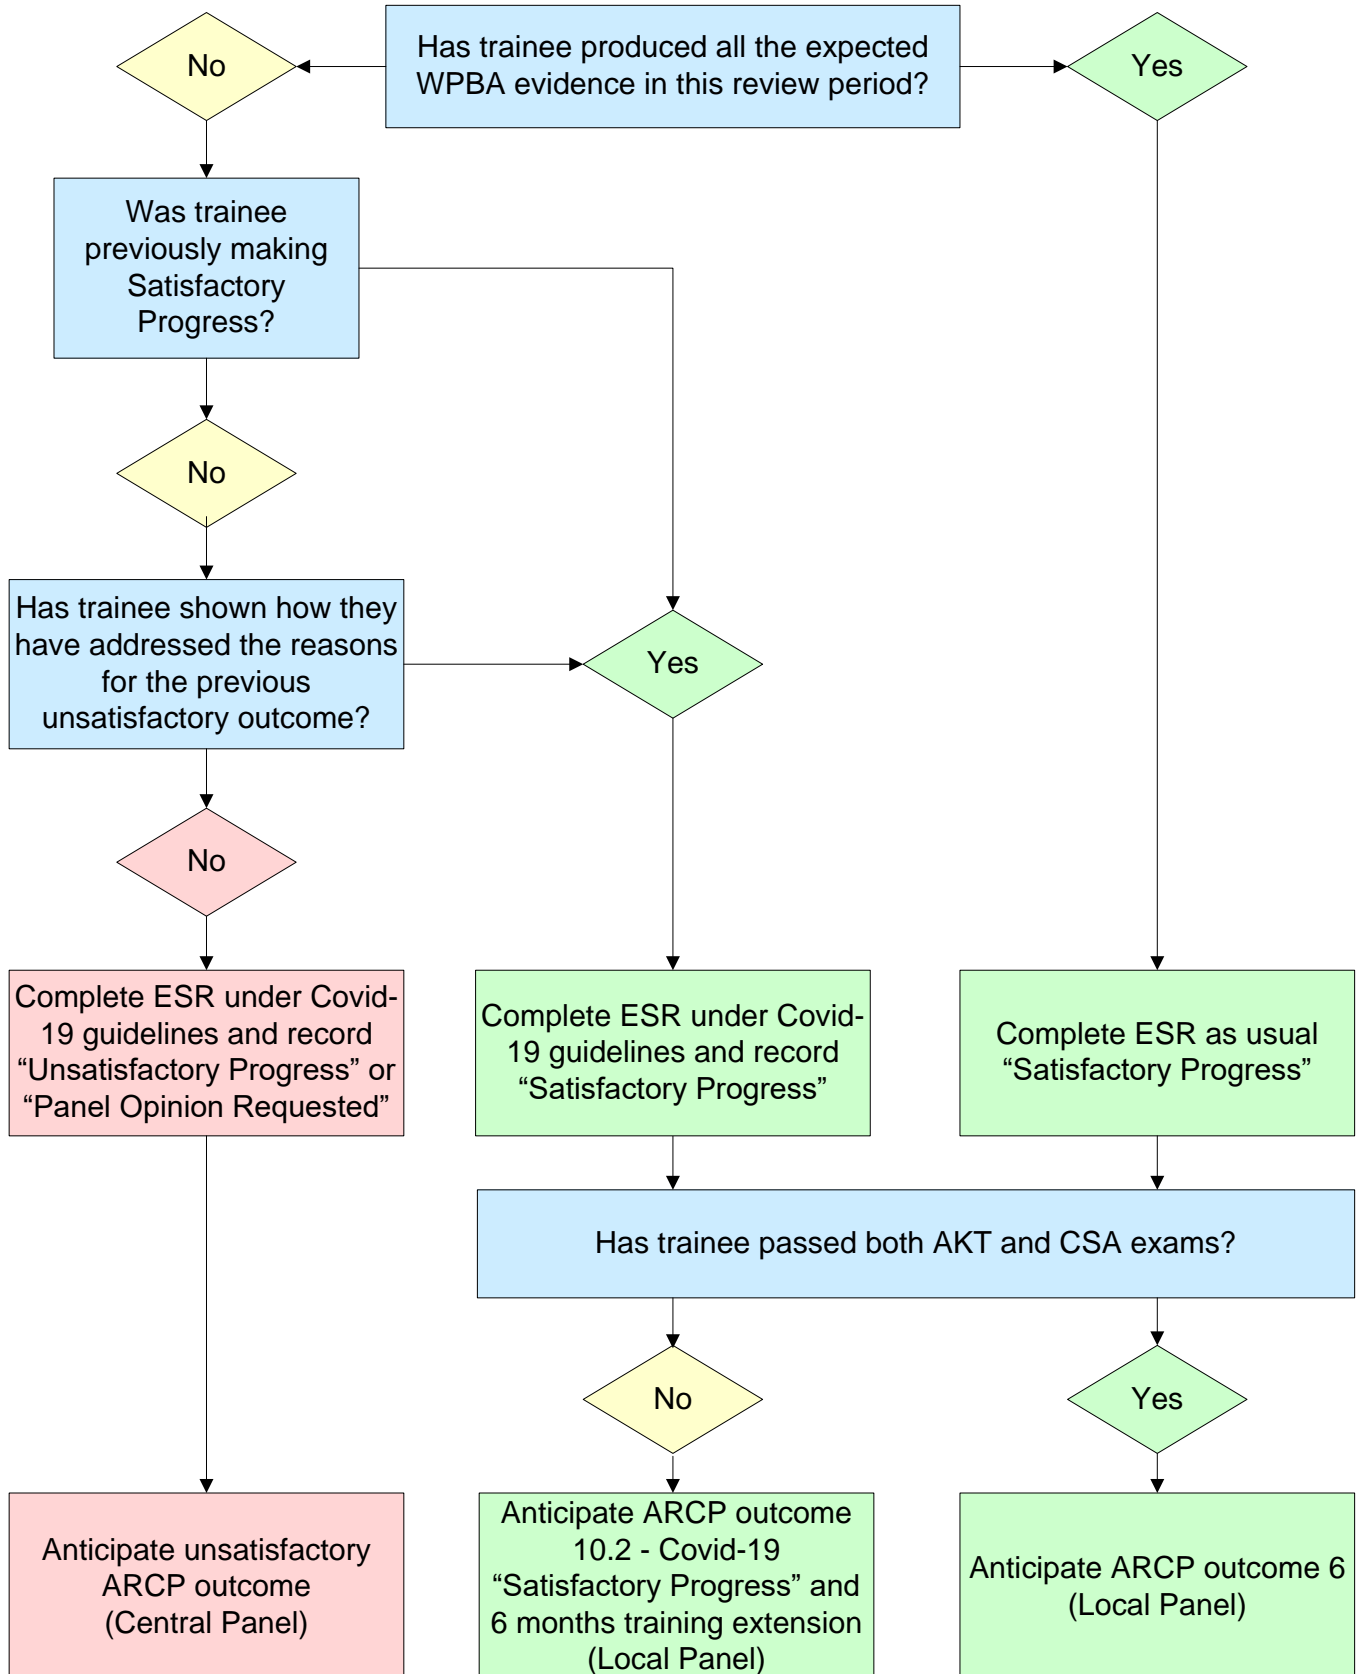 No
Has trainee produced all the expected
WPBA evidence in this review period?
Yes
Was trainee
previously making
Satisfactory
Progress?
No
Has trainee shown how they
have addressed the reasons
for the previous
unsatisfactory outcome?
Yes
No
Complete ESR under Covid-
19 guidelines and record
“Unsatisfactory Progress” or
“Panel Opinion Requested”
Complete ESR under Covid-
19 guidelines and record
“Satisfactory Progress”
Complete ESR as usual
“Satisfactory Progress”
Has trainee passed both AKT and CSA exams?
No
Yes
Anticipate unsatisfactory
ARCP outcome
(Central Panel)
Anticipate ARCP outcome
10.2 - Covid-19
“Satisfactory Progress” and
6 months training extension
(Local Panel)
Anticipate ARCP outcome 6
(Local Panel)